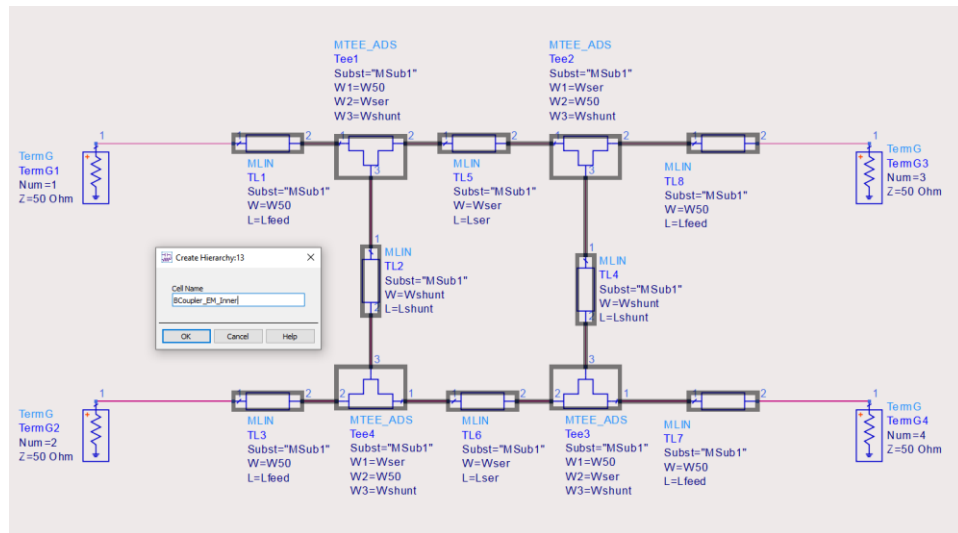 MTEE_ADS
Tee1
Subst="MSub1"
W1=W50
W2=Wser
W3=Wshunt
MTEE_ADS
Tee2
Subst="MSub1"
W1=Wser
W2=W50
W3=Wshunt
1
1 2
1 2
3
1 2
1 2
3
1 2
1
TermG
TermG1
Num=1
Z=50 Ohm
MLIN
TL1
Subst="MSub1"
W=W50
L=Lfeed
MLIN
TL5
Subst="MSub1"
W=Wser
L=Lser
MLIN
TL8
Subst="MSub1"
W=W50
L=Lfeed
TermG
TermG3
Num=3
Z=50 Ohm
Create Hierarchy:13
Cell Name
BCoupler_EM_Inner
OK Cancel Help
1
MLIN
TL2
Subst="MSub1"
W=Wshunt
L=Lshunt
2
1
MLIN
TL4
Subst="MSub1"
W=Wshunt
L=Lshunt
2
1
1 2
3
2 1
1 2
3
2 1
1 2
1
TermG
TermG2
Num=2
Z=50 Ohm
MLIN
TL3
Subst="MSub1"
W=W50
L=Lfeed
MTEE_ADS
Tee4
Subst="MSub1"
W1=Wser
W2=W50
W3=Wshunt
MLIN
TL6
Subst="MSub1"
W=Wser
L=Lser
MTEE_ADS
Tee3
Subst="MSub1"
W1=W50
W2=Wser
W3=Wshunt
MLIN
TL7
Subst="MSub1"
W=W50
L=Lfeed
TermG
TermG4
Num=4
Z=50 Ohm